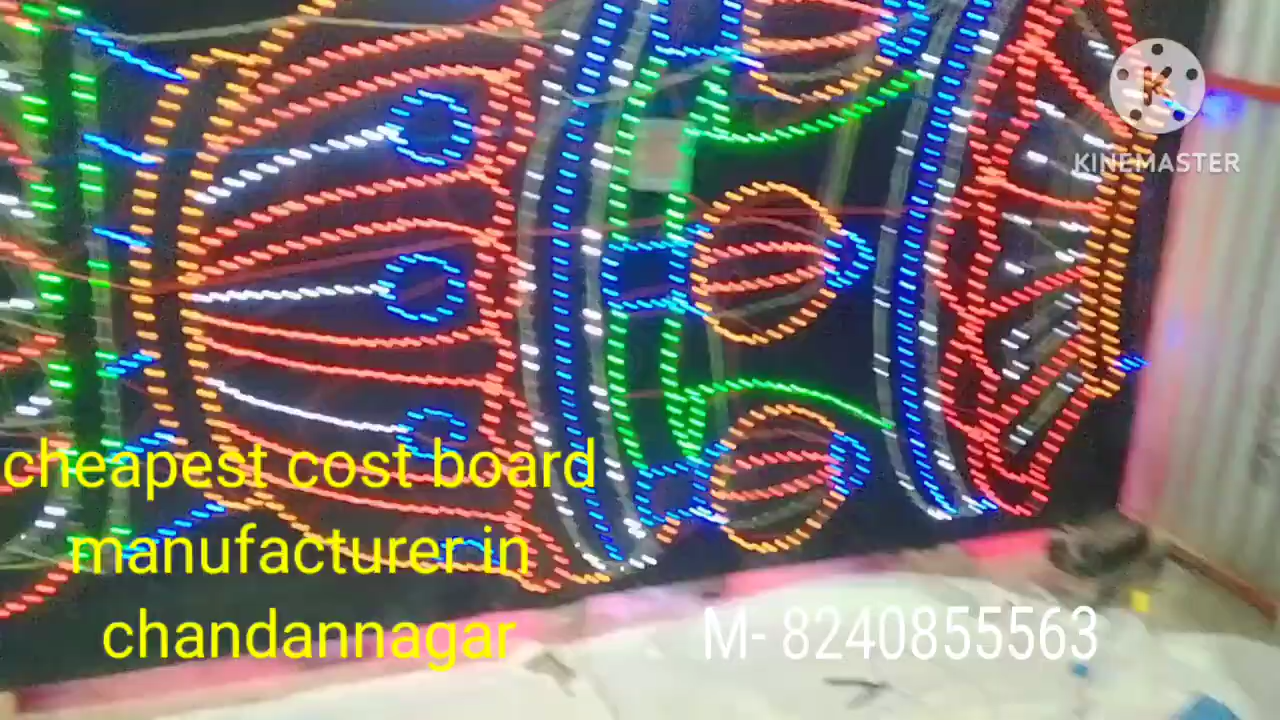 K
KINEMASTER
cheapest cost board
manufacturer in
chandannagar
M- 8240855563